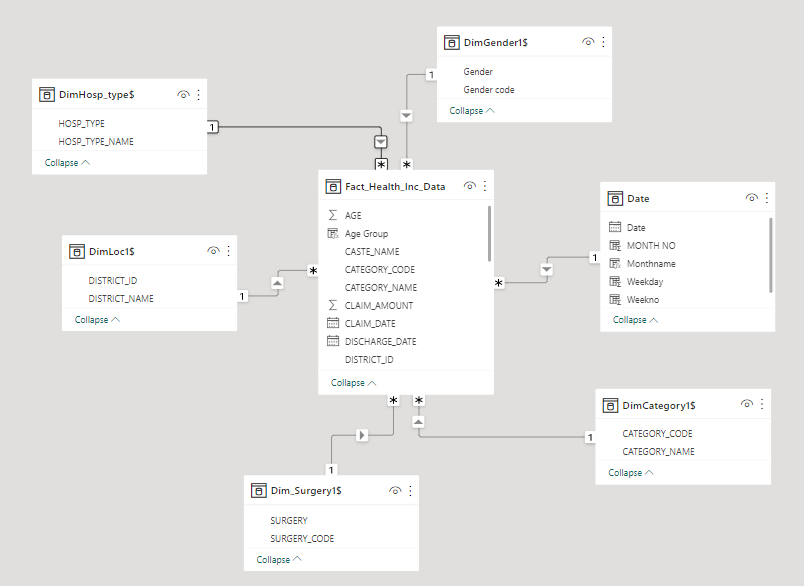 DimGender1$
Gender
Gender code
Collapse
1
DimHosp_type$
HOSP_TYPE
HOSP_TYPE_NAME
Collapse
1
*
*
Fact_Health_Inc_Data
AGE
Age Group
CASTE_NAME
CATEGORY_CODE
CATEGORY_NAME
CLAIM_AMOUNT
CLAIM_DATE
DISCHARGE_DATE
DISTRICT_ID
Collapse
*
*
*
*
Date
Date
MONTH NO
Monthname
Weekday
Weekno
Collapse
1
DimLoc1$
DISTRICT_ID
DISTRICT_NAME
Collapse
1
DimCategory1$
CATEGORY_CODE
CATEGORY_NAME
Collapse
1
1
Dim_Surgery1$
SURGERY
SURGERY_CODE
Collapse